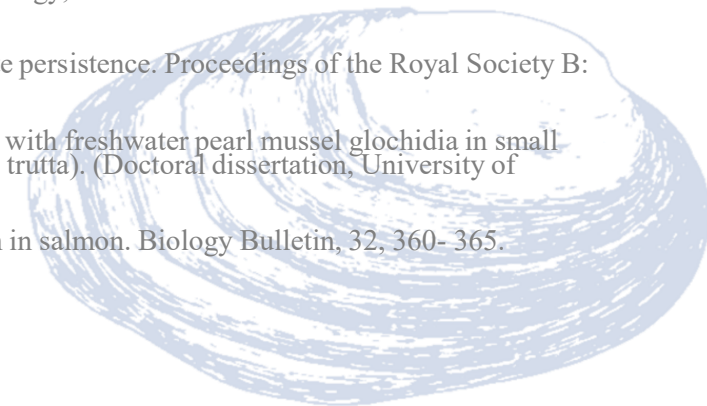 e persistence. Proceedings of the Royal Society B:
with freshwater pearl mussel glochidia in small
trutta). (Doctoral dissertation, University of
in salmon. Biology Bulletin, 32, 360- 365.